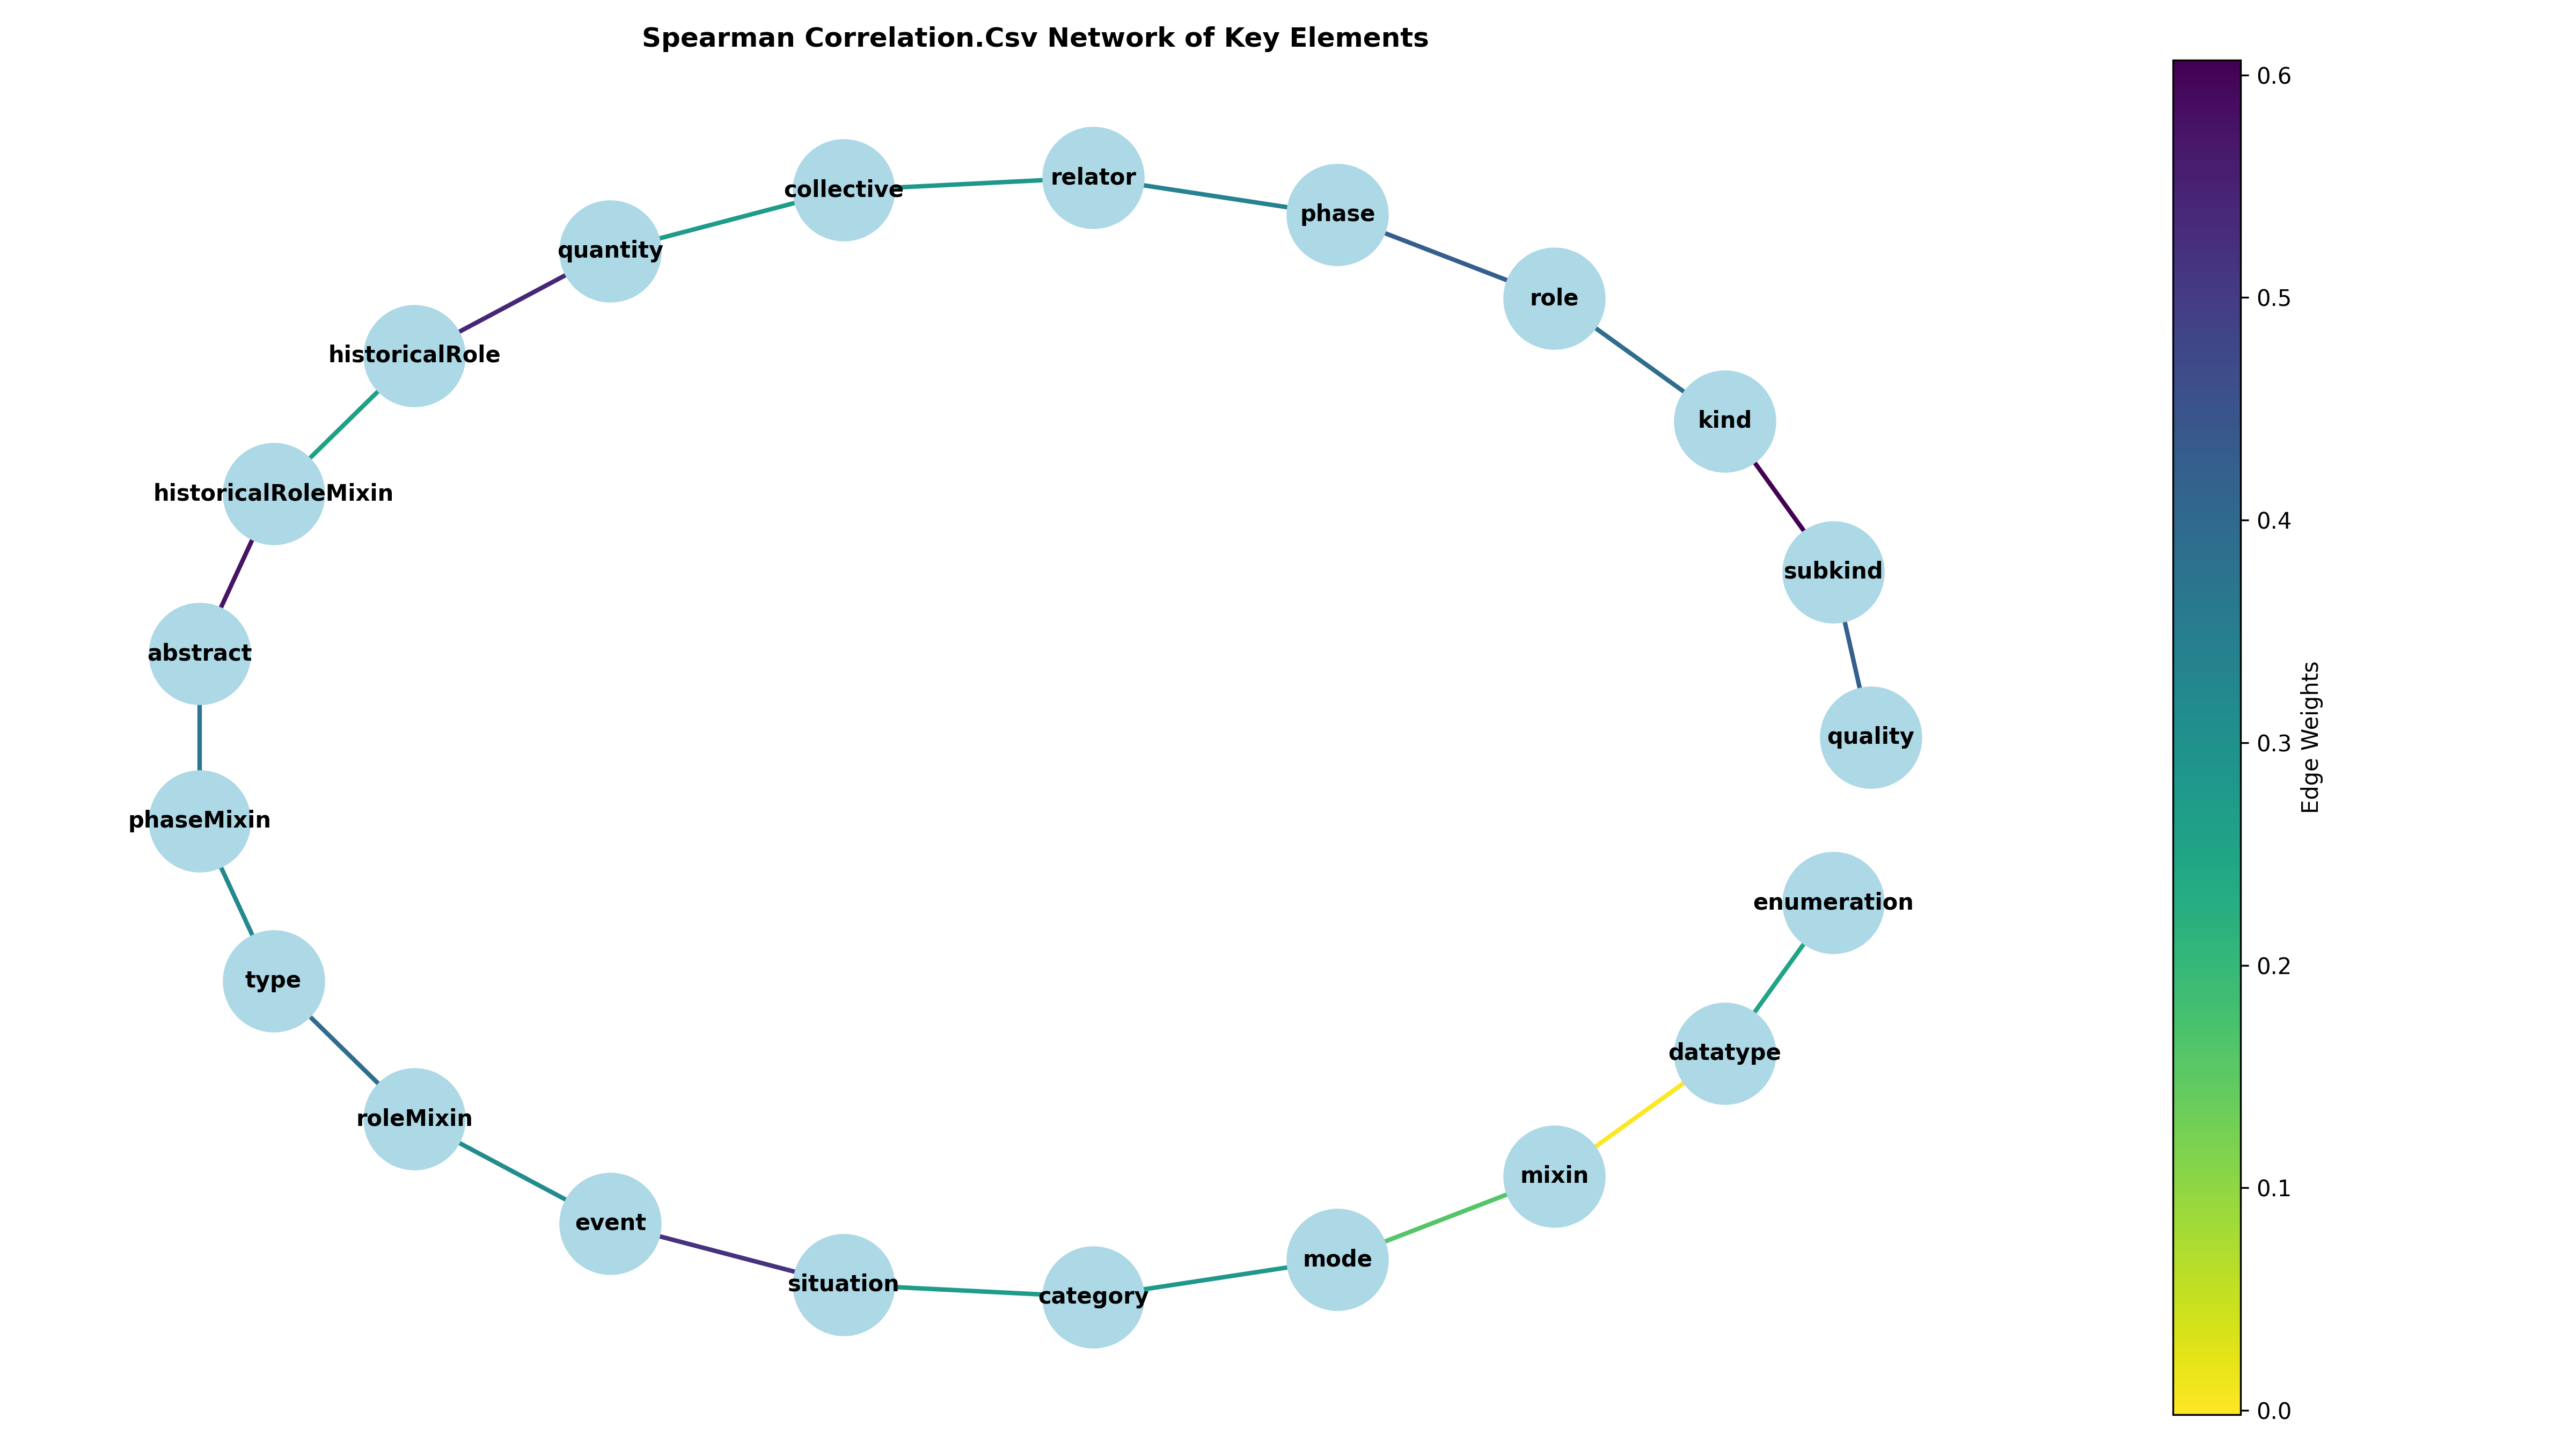 Spearman Correlation.Csv Network of Key Elements
0.6
collective
relator
phase
quantity
role
0.5
historicalRole
kind
historicalRoleMixin
0.4
subkind
abstract
quality
0.3
Edge Weights
phaseMixin
enumeration
0.2
type
datatype
roleMixin
mixin
0.1
event
mode
situation
category
0.0